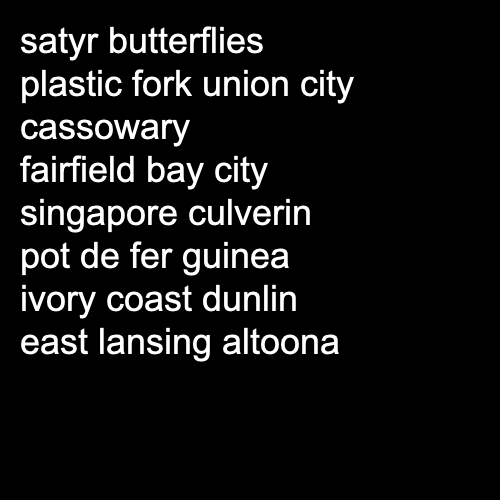 satyr butterflies
plastic fork union city
cassowary
fairfield bay city
singapore culverin
pot de fer guinea
ivory coast dunlin
east lansing altoona